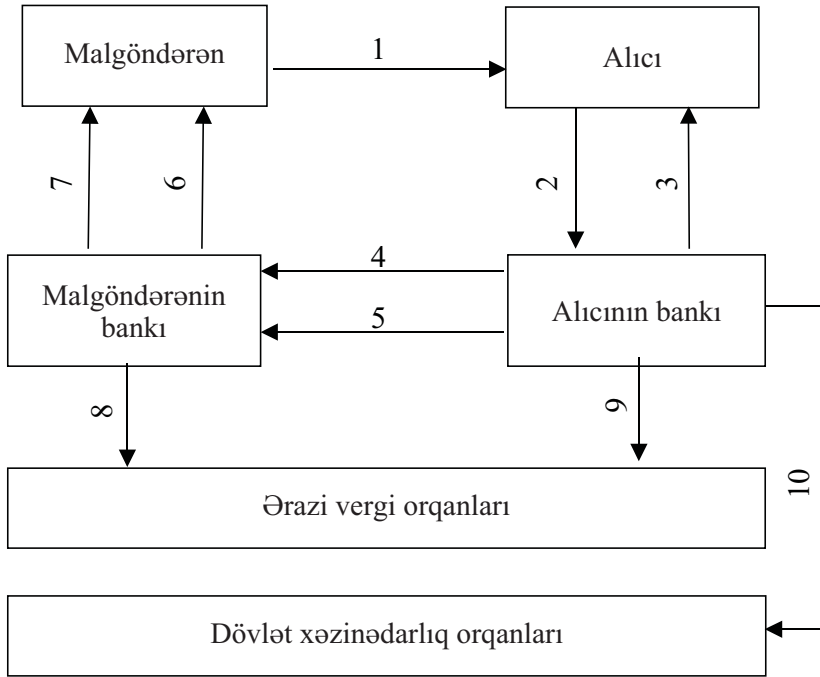 Malgöndərən
1
Alıcı
7
6
2
3
Malgöndərənin
bankı
4
5
Alıcının bankı
8
9
Ərazi vergi orqanları
10
Dövlət xəzinədarlıq orqanları